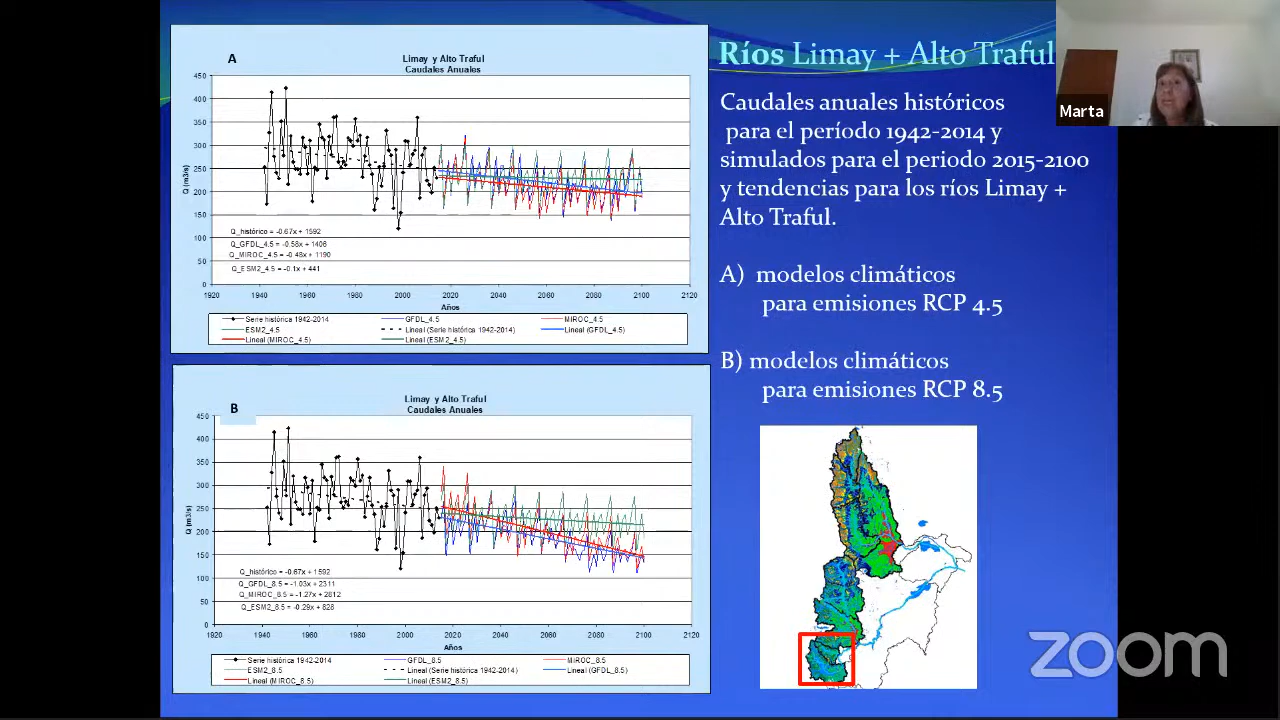 A
Limay y Alto Traful
Caudales Anuales
450
400
350
300
250
200
150
100
50
0
Q (m3/s)
Q_histórico = -0.67x + 1592
Q_GFDL_4.5 = -0.58x + 1406
Q_MIROC_4.5 = -0.48x + 1190
Q_ESM2_4.5 = -0.1x + 441
1920 1940 1960 1980 2000 2020 2040 2060 2080 2100 2120
Años
Serie histórica 1942-2014 GFDL_4.5 MIROC_4.5
ESM2_4.5 Lineal (Serie histórica 1942-2014) Lineal (GFDL_4.5)
Lineal (MIROC_4.5) Lineal (ESM2_4.5)
B
Limay y Alto Traful
Caudales Anuales
450
400
350
300
250
200
150
100
50
0
Q (m3/s)
Q_histórico = -0.67x + 1592
Q_GFDL_8.5 = -1.03x + 2311
Q_MIROC_8.5 = -1.27x + 2812
Q_ESM2_8.5 = -0.29x + 828
1920 1940 1960 1980 2000 2020 2040 2060 2080 2100 2120
Años
Serie histórica 1942-2014 GFDL_8.5 MIROC_8.5
ESM2_8.5 Lineal (Serie histórica 1942-2014) Lineal (GFDL_8.5)
Lineal (MIROC_8.5) Lineal (ESM2_8.5)
Ríos Limay + Alto Traful
Caudales anuales históricos
para el período 1942-2014 y
simulados para el periodo 2015-2100
y tendencias para los ríos Limay +
Alto Traful.
A) modelos climáticos
para emisiones RCP 4.5
B) modelos climáticos
para emisiones RCP 8.5
Marta
zoom